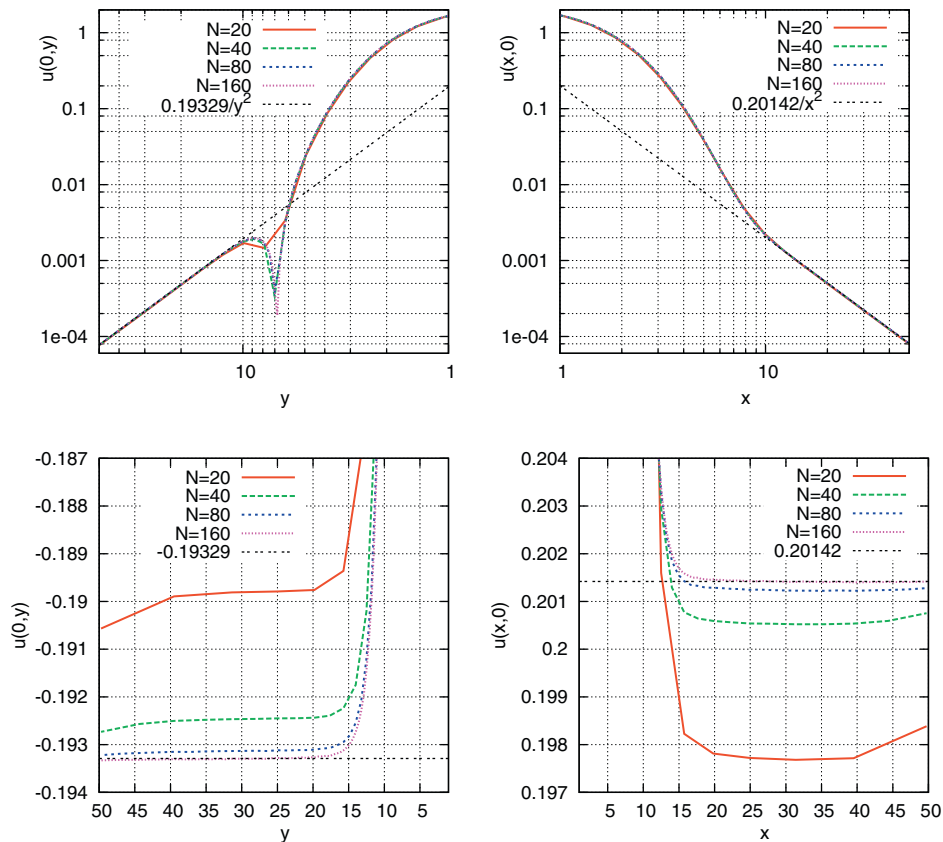 u(0,y)
1
0.1
0.01
0.001
1e-04
N=20
N=40
N=80
N=160
0.19329/y²
10
1
y
u(x,0)
1
0.1
0.01
0.001
1e-04
N=20
N=40
N=80
N=160
0.20142/x²
1
10
x
u(0,y)
-0.187
-0.188
-0.189
-0.19
-0.191
-0.192
-0.193
-0.194
N=20
N=40
N=80
N=160
-0.19329
50 45 40 35 30 25 20 15 10 5
y
u(x,0)
0.204
0.203
0.202
0.201
0.2
0.199
0.198
0.197
N=20
N=40
N=80
N=160
0.20142
5 10 15 20 25 30 35 40 45 50
x